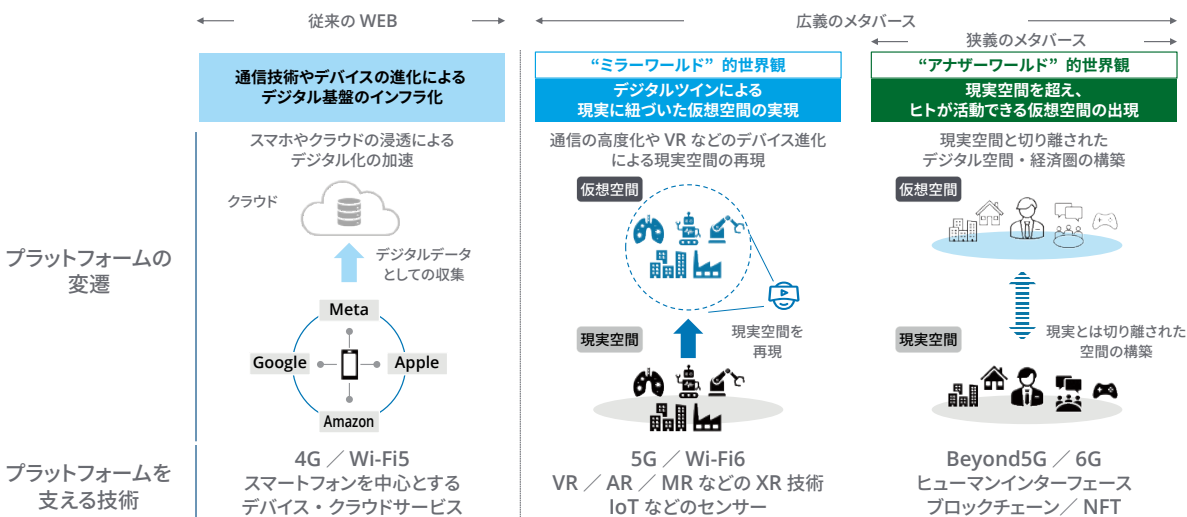 従来の WEB
広義のメタバース
狭義のメタバース
通信技術やデバイスの進化による
デジタル基盤のインフラ化
“ミラーワールド”的世界観
デジタルツインによる
現実に紐づいた仮想空間の実現
“アナザーワールド”的世界観
現実空間を超え、
ヒトが活動できる仮想空間の出現
プラットフォームの
変遷
スマホやクラウドの浸透による
デジタル化の加速
クラウド
デジタルデータ
としての収集
Meta
Google
Apple
Amazon
通信の高度化や VR などのデバイス進化
による現実空間の再現
仮想空間
現実空間を
再現
現実空間
現実空間と切り離された
デジタル空間・経済圏の構築
仮想空間
現実とは切り離された
空間の構築
現実空間
プラットフォームを
支える技術
4G ／ Wi-Fi5
スマートフォンを中心とする
デバイス・クラウドサービス
5G ／ Wi-Fi6
VR ／ AR ／ MR などの XR 技術
IoT などのセンサー
Beyond5G ／ 6G
ヒューマンインターフェース
ブロックチェーン／ NFT